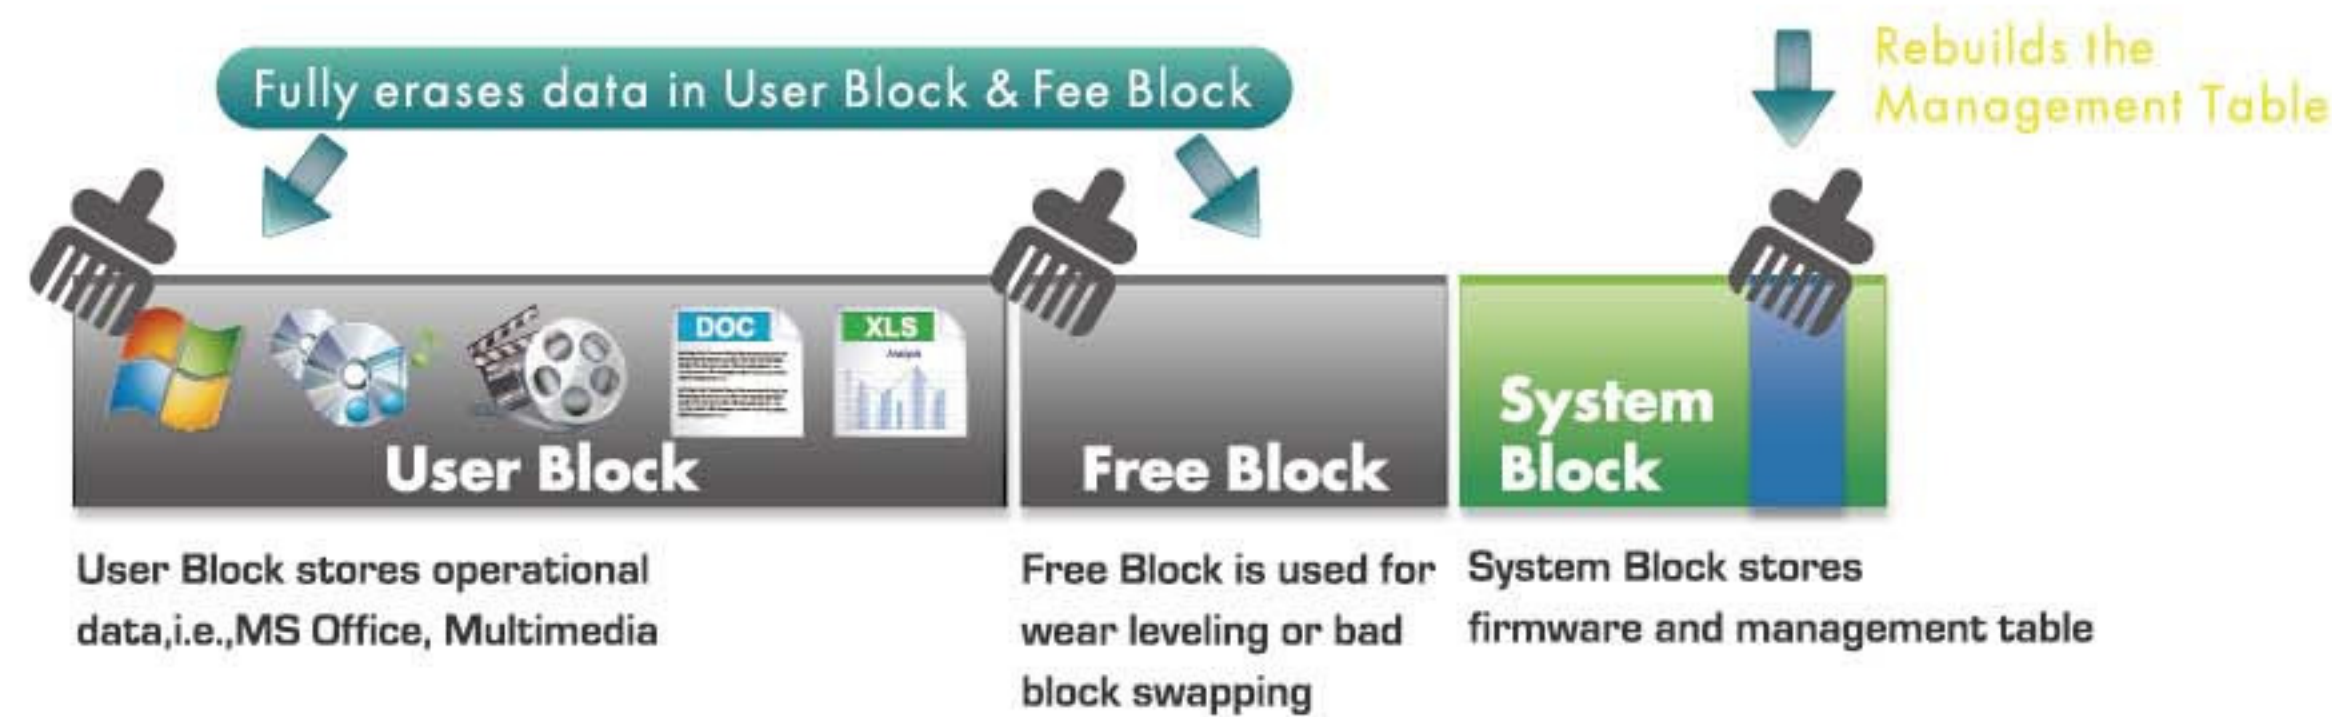 Fully erases data in User Block & Fee Block
Rebuilds the
Management Table
DOC
XLS
Analysis
User Block
Free Block
System
Block
User Block stores operational
data,i.e.,MS Office, Multimedia
Free Block is used for
wear leveling or bad
block swapping
System Block stores
firmware and management table